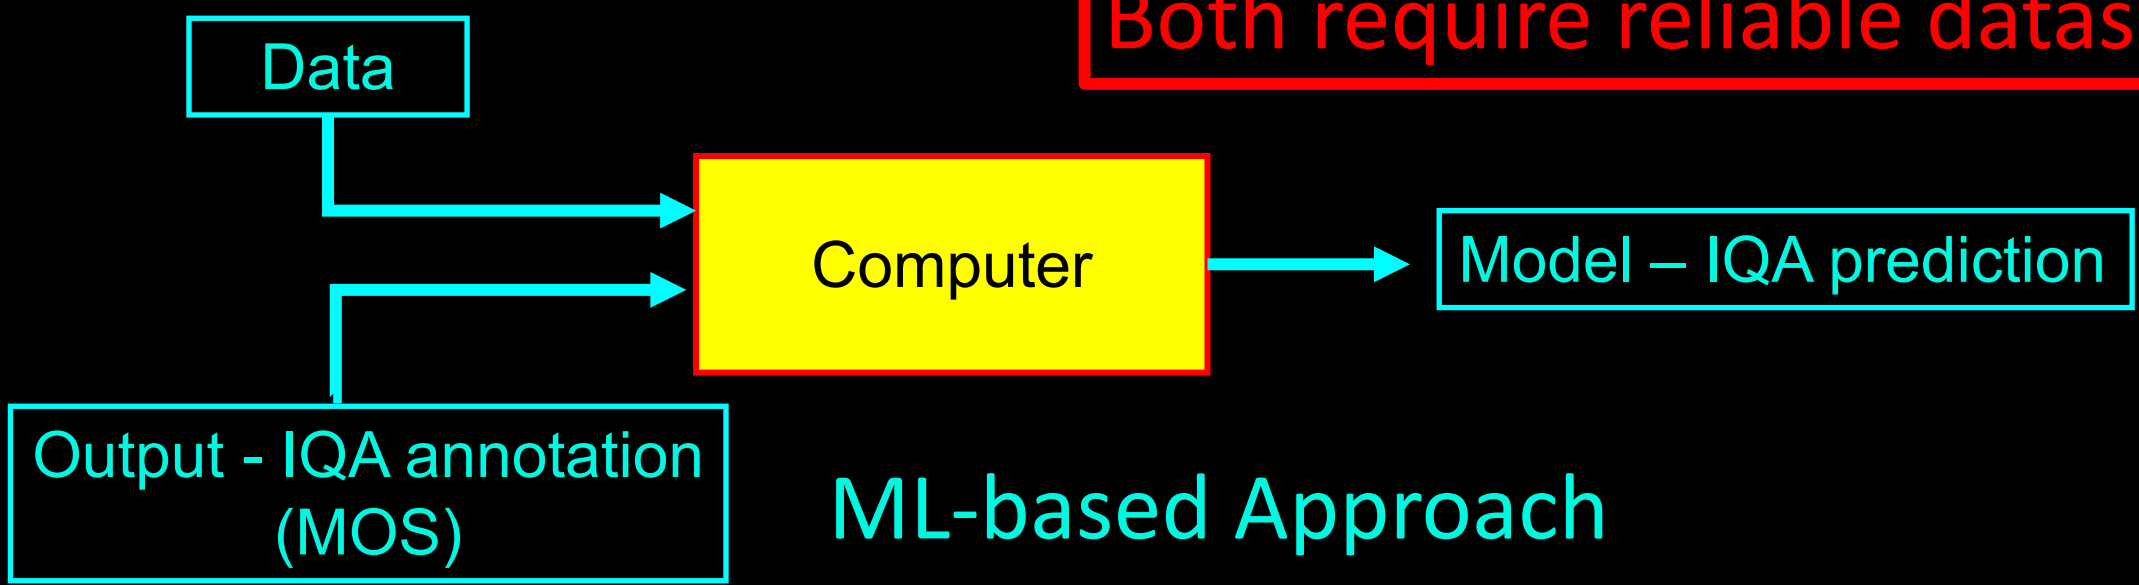 Both require reliable datas
Data
Computer
Model – IQA prediction
Output - IQA annotation
(MOS)
ML-based Approach